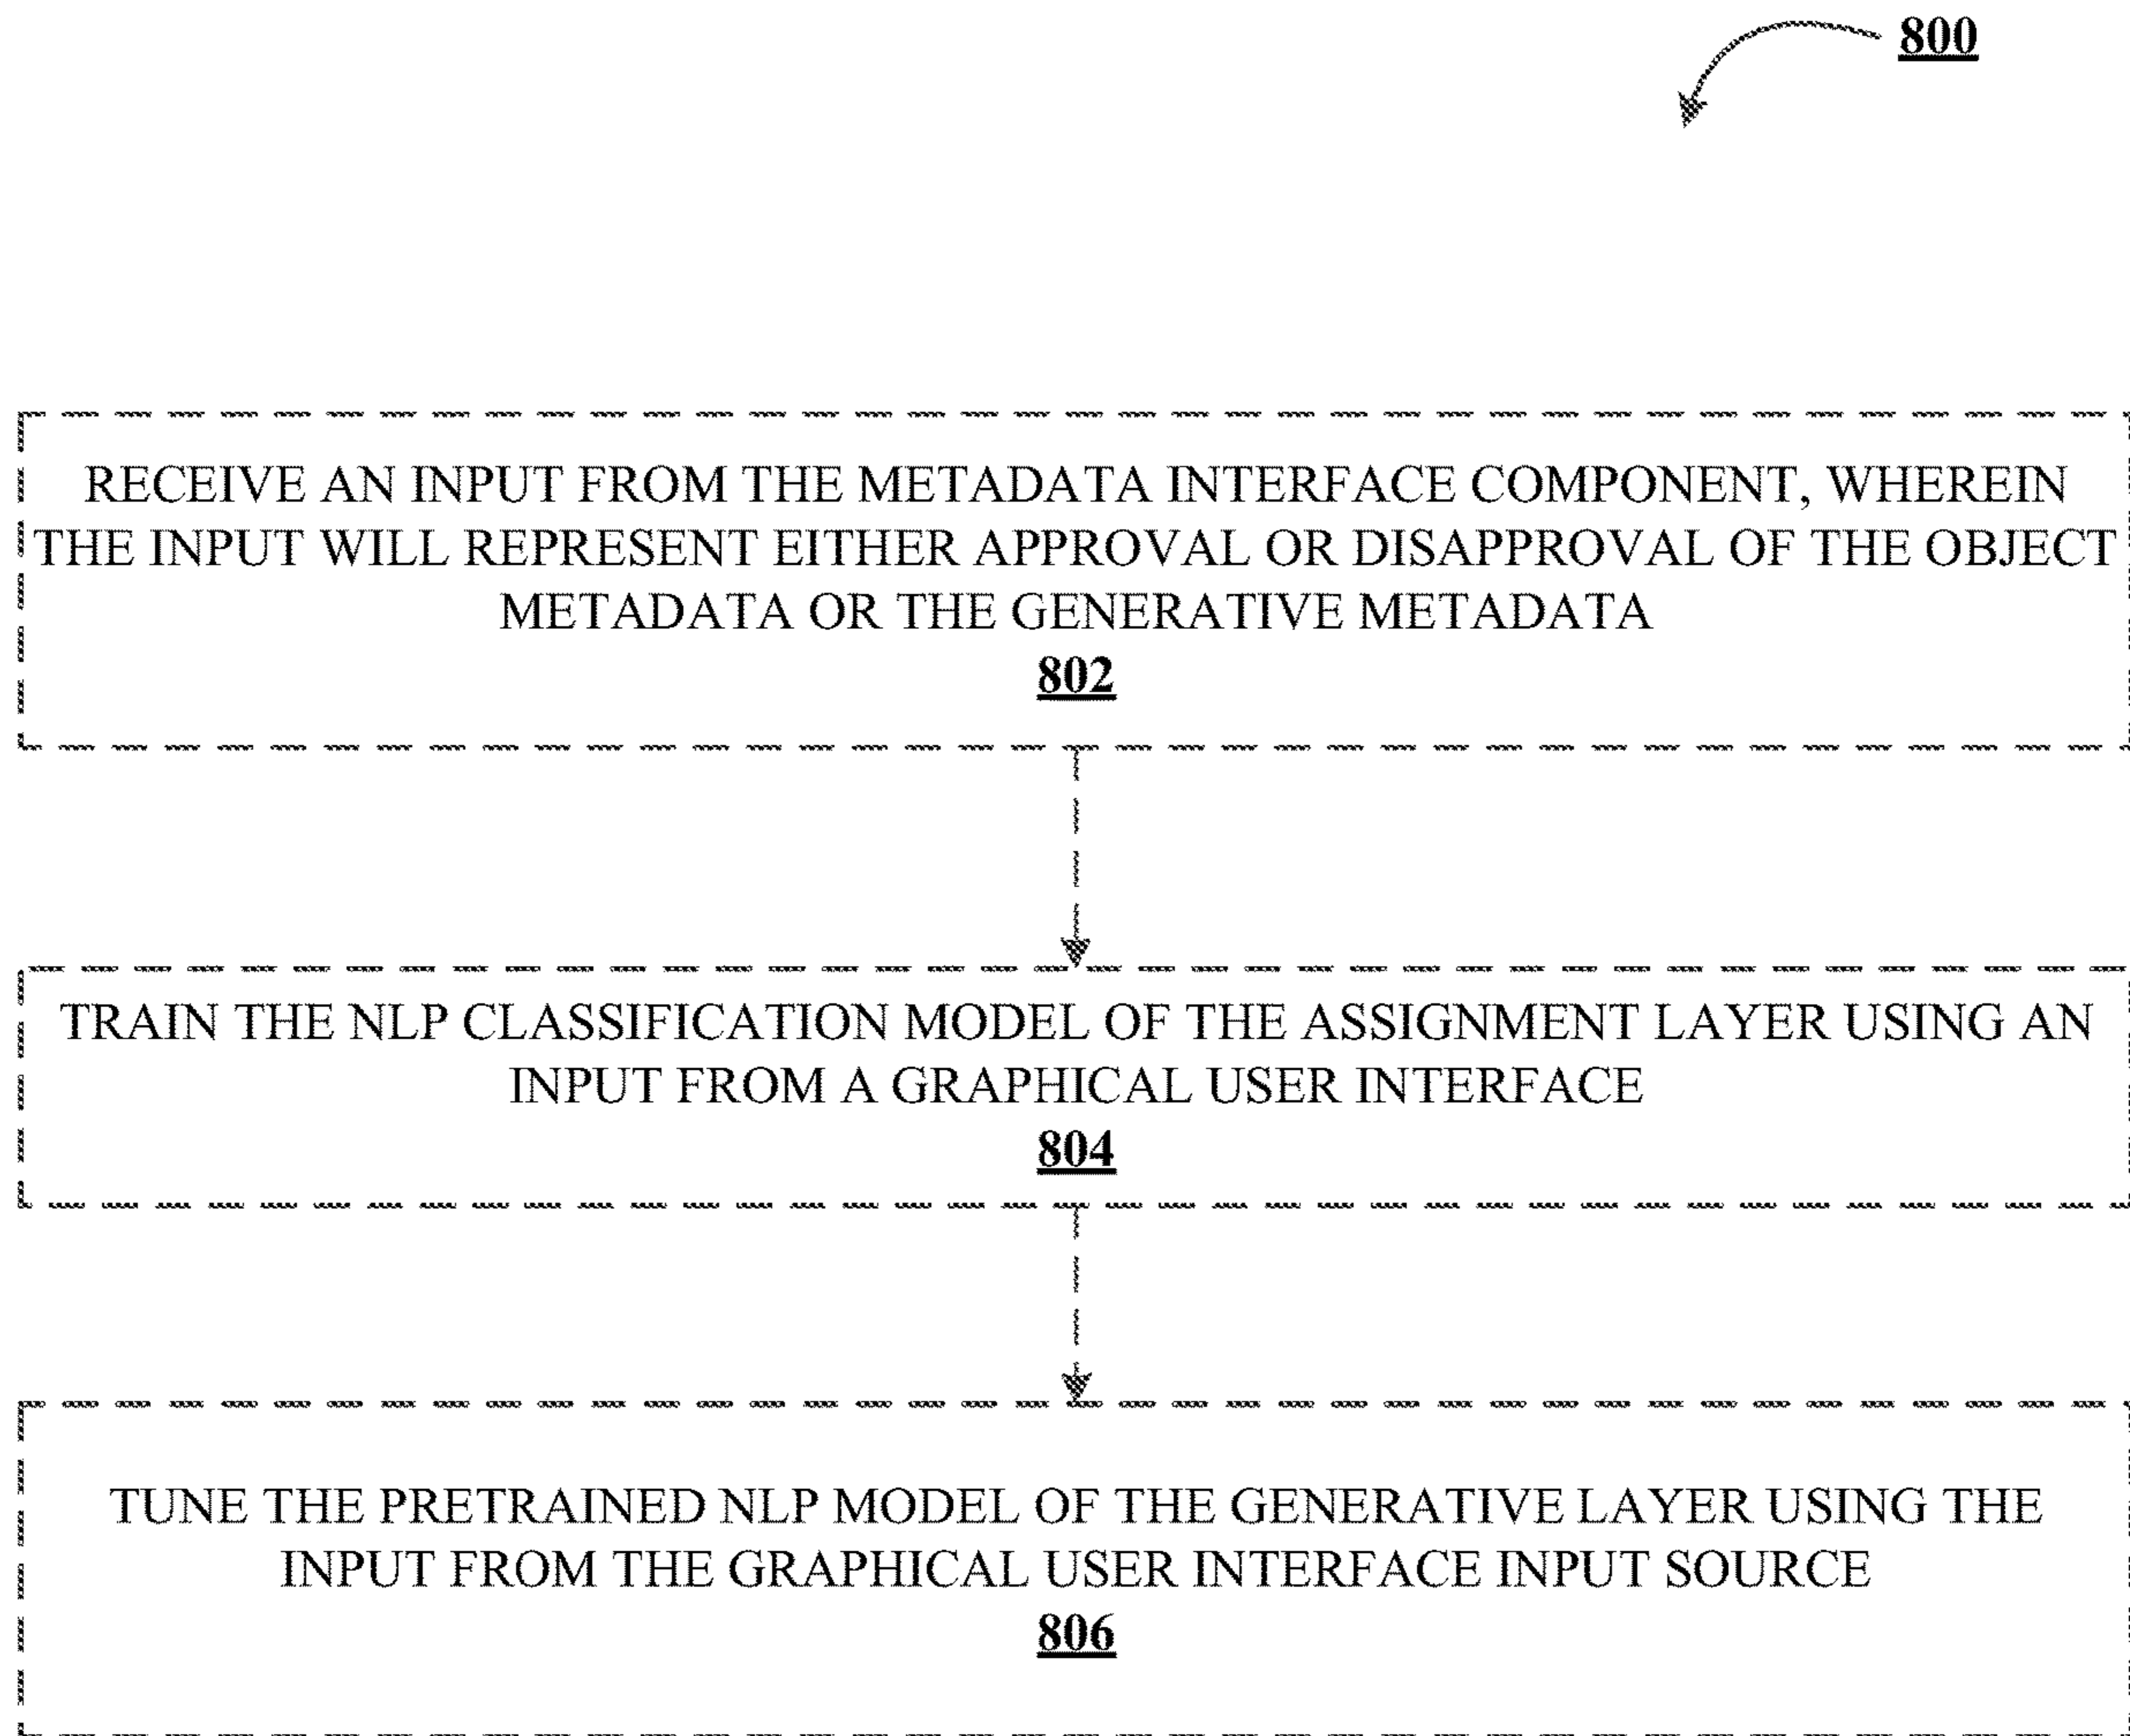 800
RECEIVE AN INPUT FROM THE METADATA INTERFACE COMPONENT, WHEREIN
THE INPUT WILL REPRESENT EITHER APPROVAL OR DISAPPROVAL OF THE OBJECT
METADATA OR THE GENERATIVE METADATA
802
TRAIN THE NLP CLASSIFICATION MODEL OF THE ASSIGNMENT LAYER USING AN
INPUT FROM A GRAPHICAL USER INTERFACE
804
TUNE THE PRETRAINED NLP MODEL OF THE GENERATIVE LAYER USING THE
INPUT FROM THE GRAPHICAL USER INTERFACE INPUT SOURCE
806